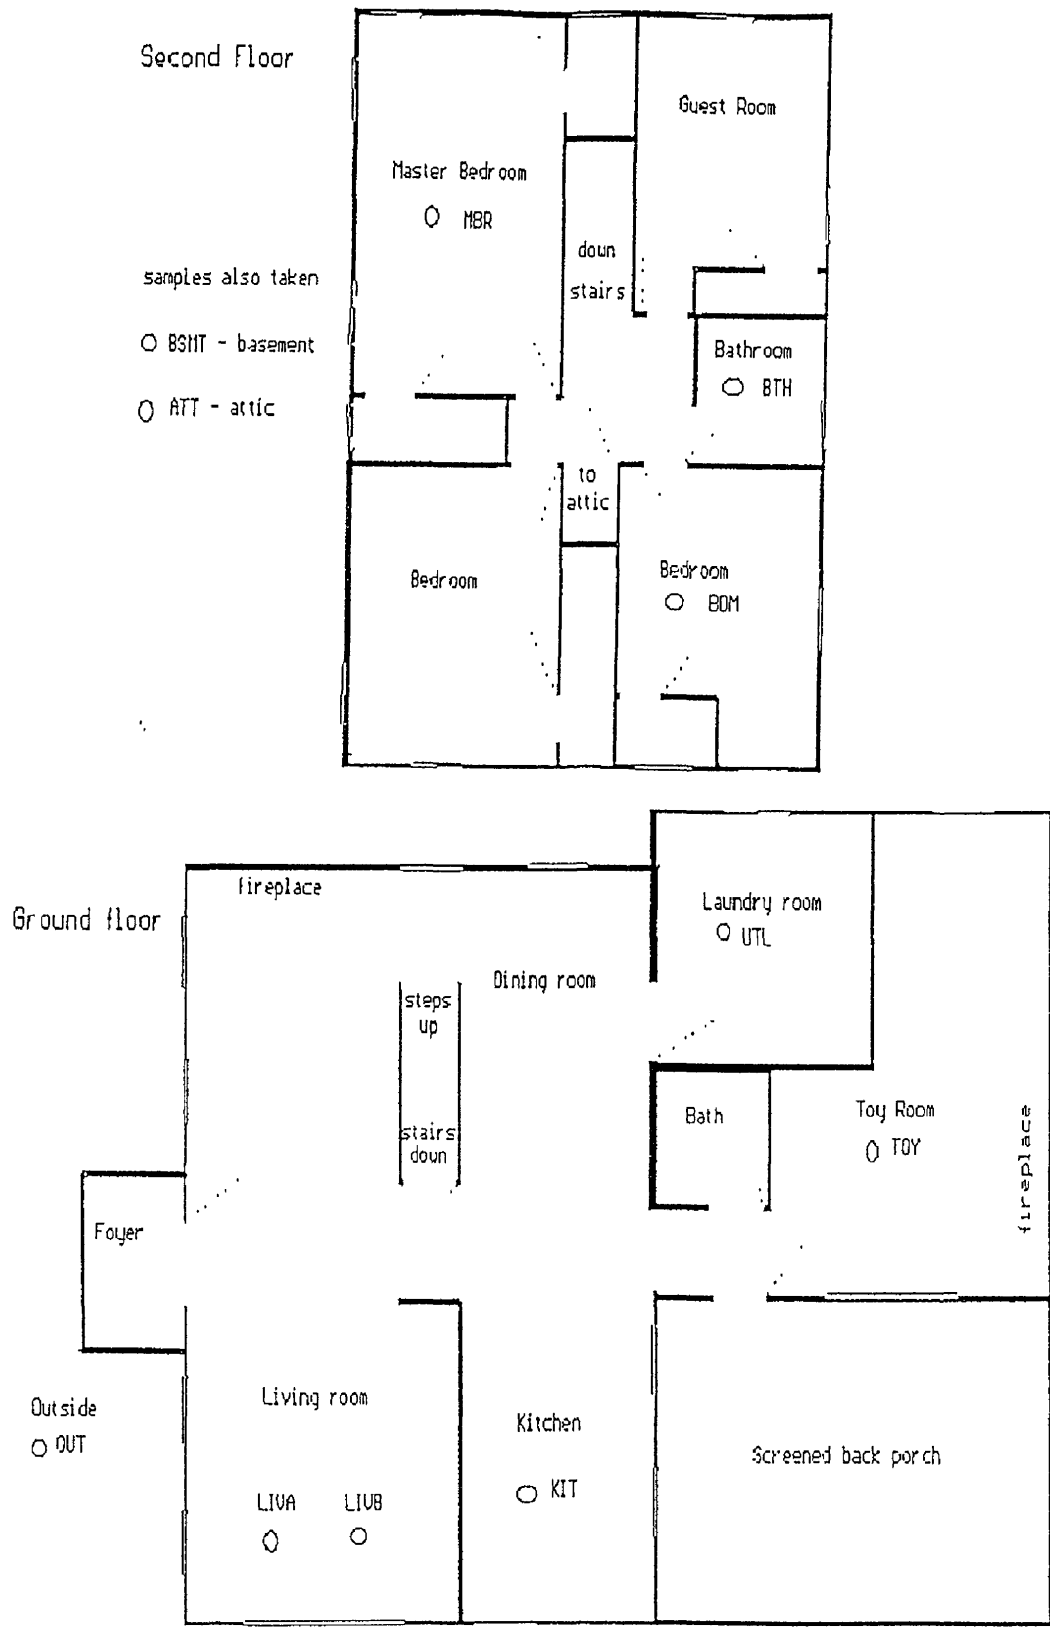 Second Floor
Guest Room
Master Bedroom
MBR
down
stairs
samples also taken
BSMT - basement
ATT - attic
Bathroom
BTH
to
attic
Bedroom
Bedroom
BDM
fireplace
Ground floor
Laundry room
UTL
Dining room
steps
up
stairs
down
Bath
Toy Room
TOY
fireplace
Foyer
Living room
Outside
OUT
Kitchen
KIT
Screened back porch
LIVA
LIVB